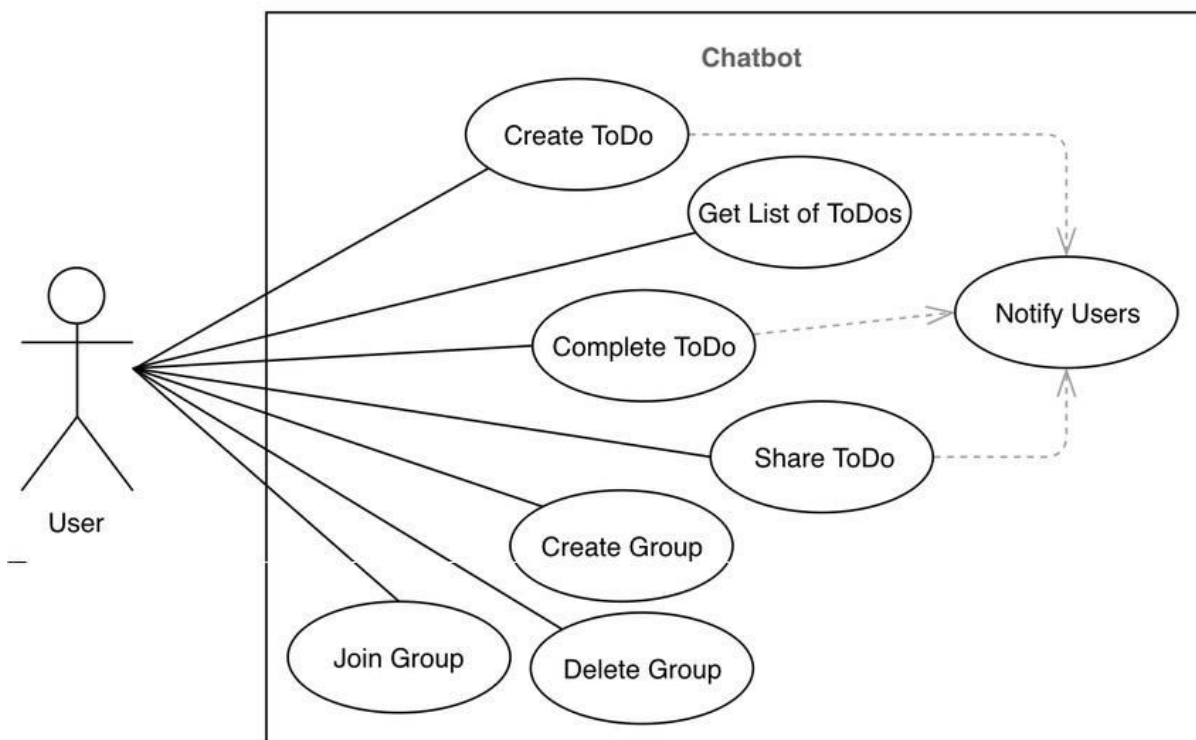 Chatbot
Create ToDo
Get List of ToDos
Notify Users
Complete ToDo
Share ToDo
User
Create Group
Join Group
Delete Group